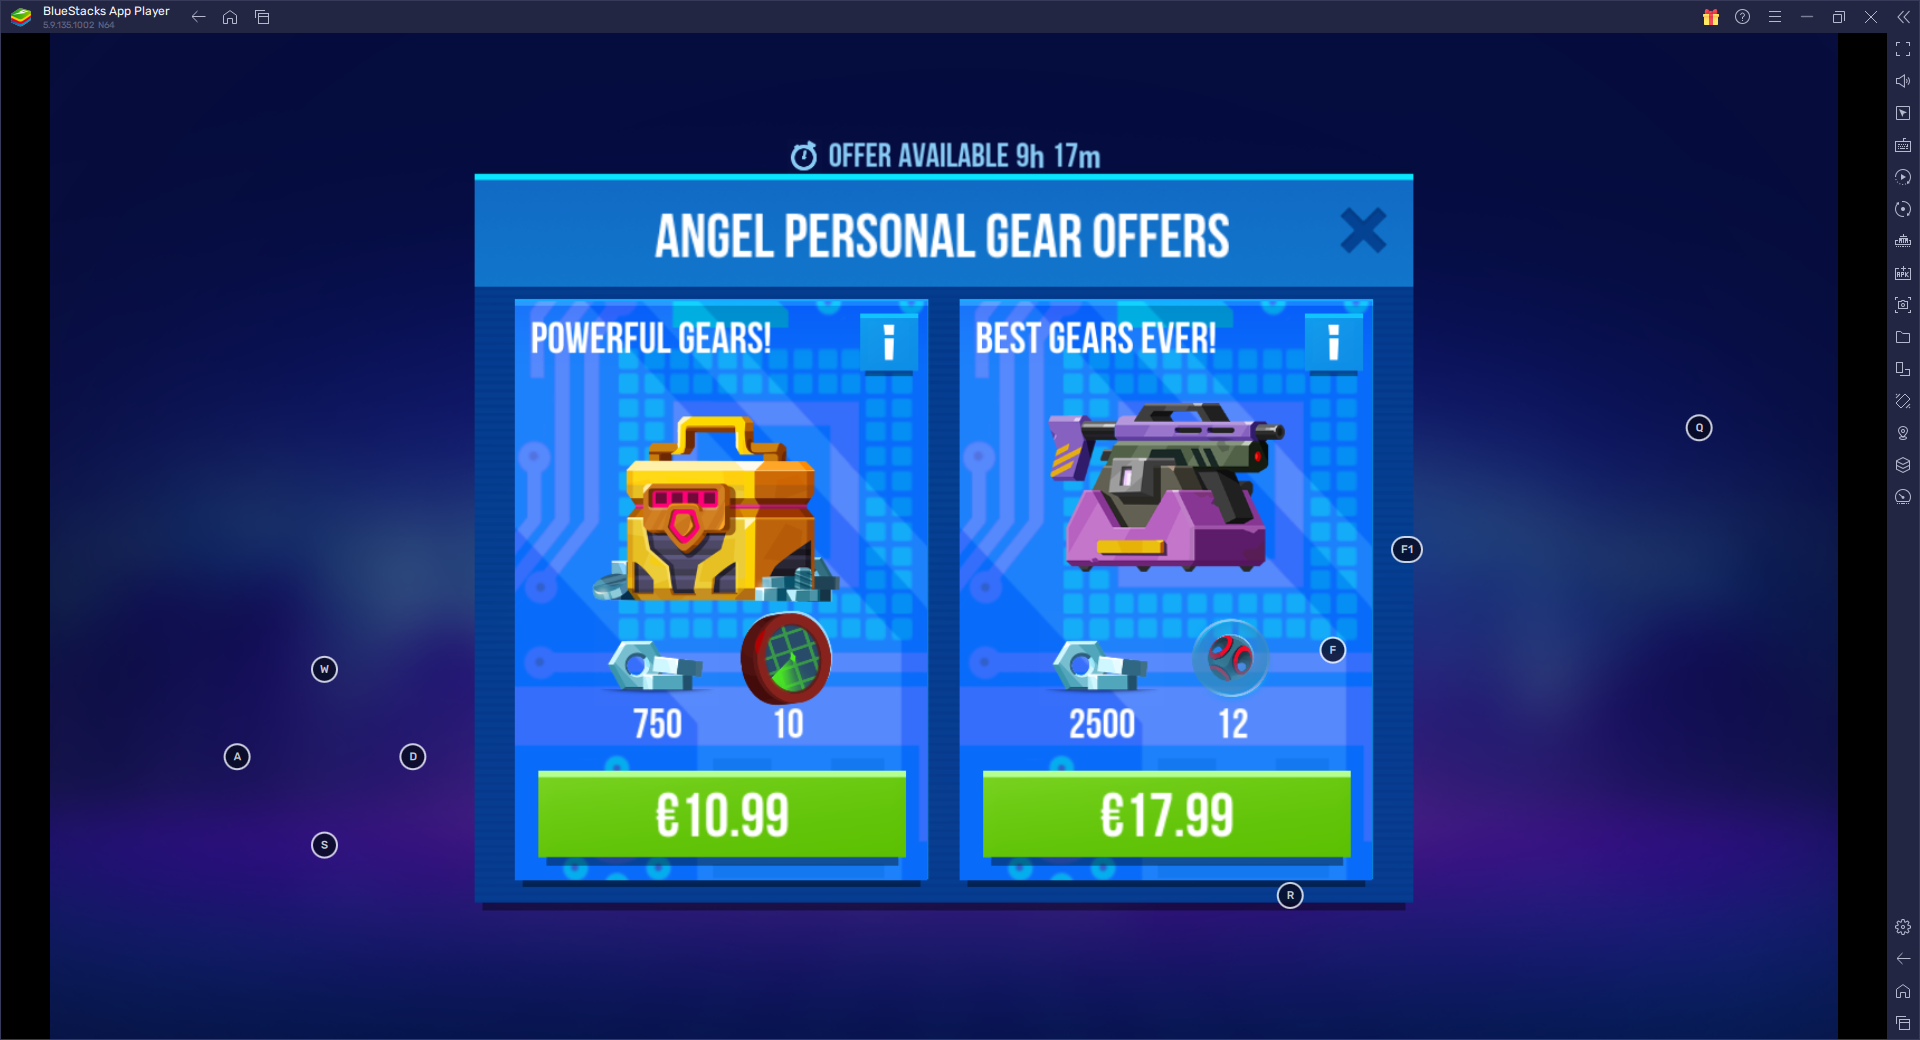 BlueStacks App Player
5.9.135.1002 N64
OFFER AVAILABLE 9h 17m
ANGEL PERSONAL GEAR OFFERS
POWERFUL GEARS!
i
BEST GEARS EVER!
i
Q
F1
F
W
750
10
2500
12
A
D
€10.99
€17.99
S
R
APK